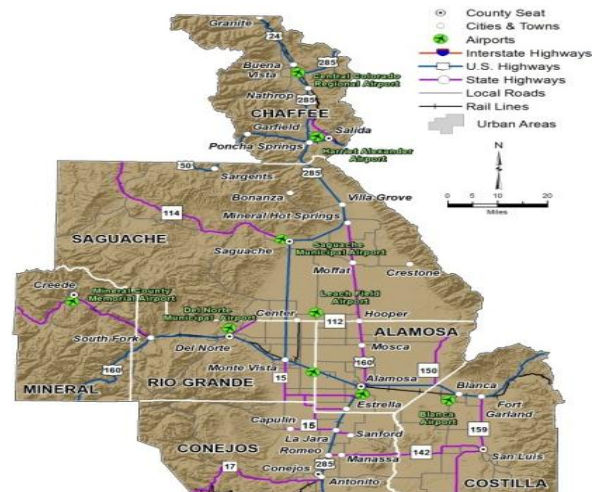 County Seat
Cities & Towns
Airports
Interstate Highways
U.S. Highways
State Highways
Local Roads
Rail Lines
Urban Areas
N
0 5 10 20
Miles
Granite
24
Buena
Vista
285
Central Colorado
Regional Airport
Nathrop
285
CHAFFEE
Garfield
Salida
Poncha Springs
Harriet Alexander
Airport
50
Sargents
285
Bonanza
Villa Grove
114
Mineral Hot Springs
SAGUACHE
Saguache
Saguache
Municipal Airport
Moffat
Crestone
Creede
Mineral County
Memorial Airport
Leach Field
Airport
Del Norte
Municipal Airport
Center
112
Hooper
South Fork
ALAMOSA
Del Norte
Mosca
Monte Vista
160
160
150
MINERAL
RIO GRANDE
15
Alamosa
Blanca
Estrella
Blanca
Airport
Fort
Garland
Capulin
15
159
La Jara
Sanford
CONEJOS
Romeo
Manassa
142
San Luis
17
Conejos
285
Antonito
COSTILLA